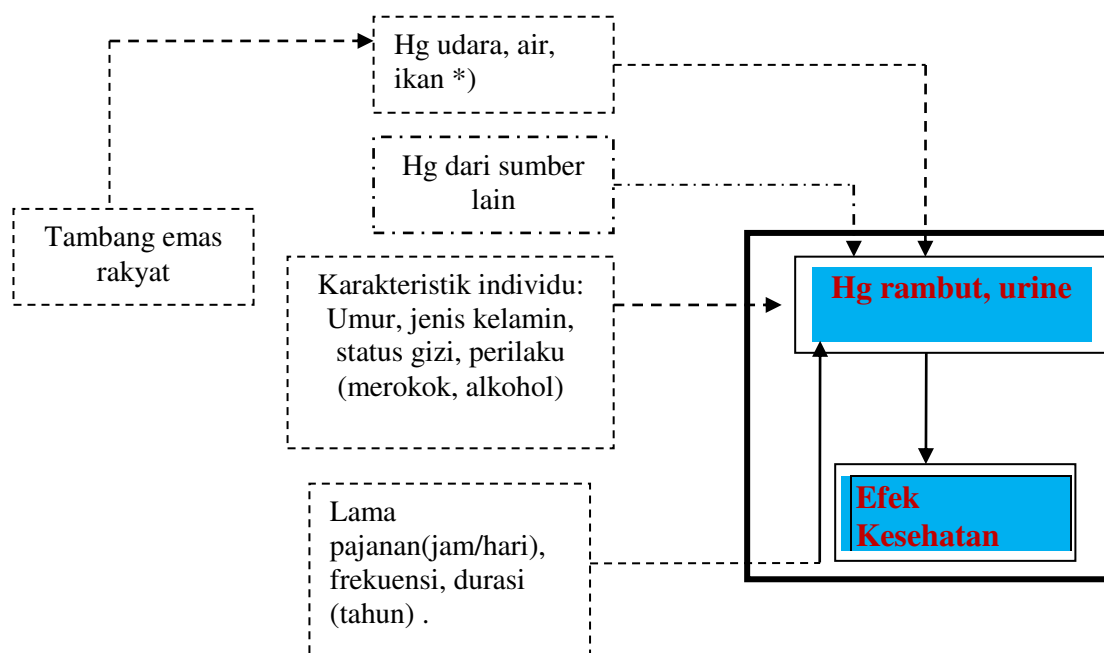 Hg udara, air,
ikan *)
Hg dari sumber
lain
Tambang emas
rakyat
Karakteristik individu:
Umur, jenis kelamin,
status gizi, perilaku
(merokok, alkohol)
Hg rambut, urine
Lama
pajanan(jam/hari),
frekuensi, durasi
(tahun) .
Efek
Kesehatan